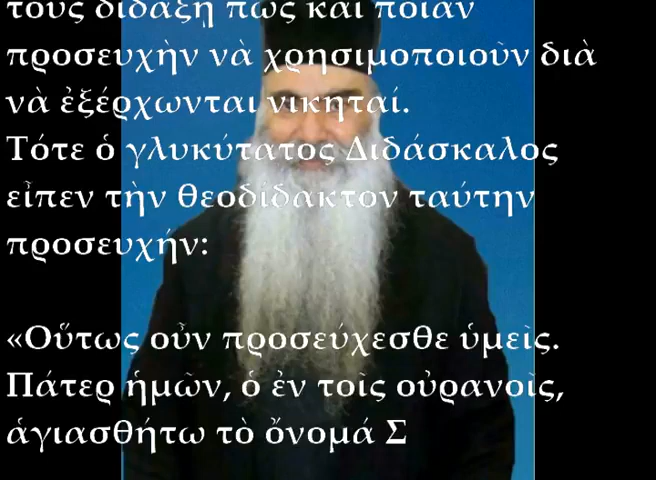 τοὺς διδάξῃ πῶς καὶ ποίαν
προσευχὴν νὰ χρησιμοποιοῦν διὰ
νὰ ἐξέρχωνται νικηταί.
Τότε ὁ γλυκύτατος Διδάσκαλος
εἶπεν τὴν θεοδίδακτον ταύτην
προσευχήν:
«Οὕτως οὖν προσεύχεσθε ὑμεῖς.
Πάτερ ἡμῶν, ὁ ἐν τοῖς οὐρανοῖς,
ἁγιασθήτω τὸ ὄνομά Σ